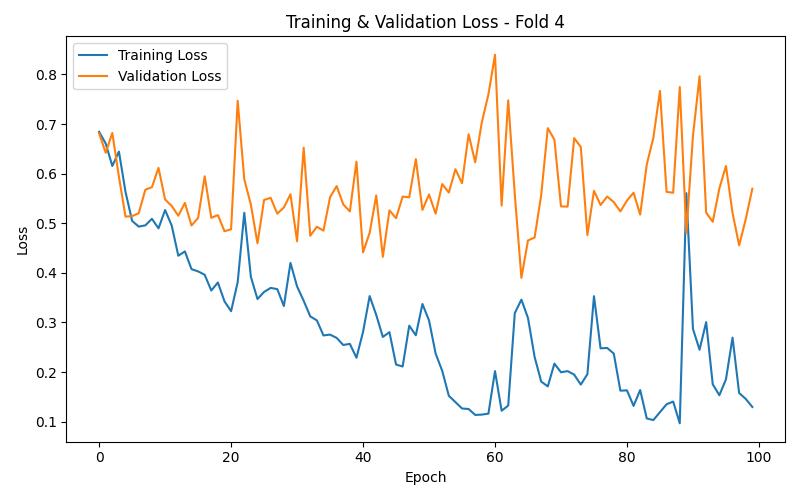 Training & Validation Loss - Fold 4
Training Loss
Validation Loss
Loss
0.8
0.7
0.6
0.5
0.4
0.3
0.2
0.1
0 20 40 60 80 100
Epoch